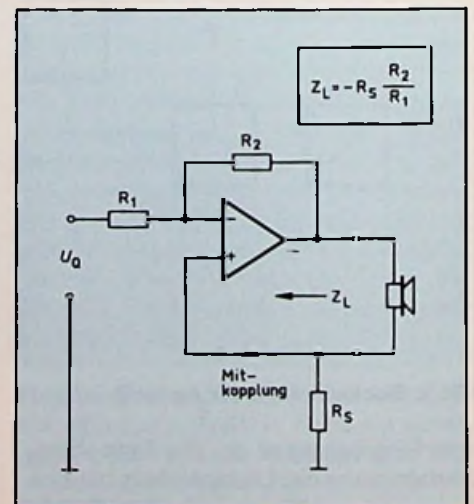 Z_L = -R_S R_2/R_1
R_2
R_1
-
+
-
U_Q
Z_L
Mit-
kopplung
R_S